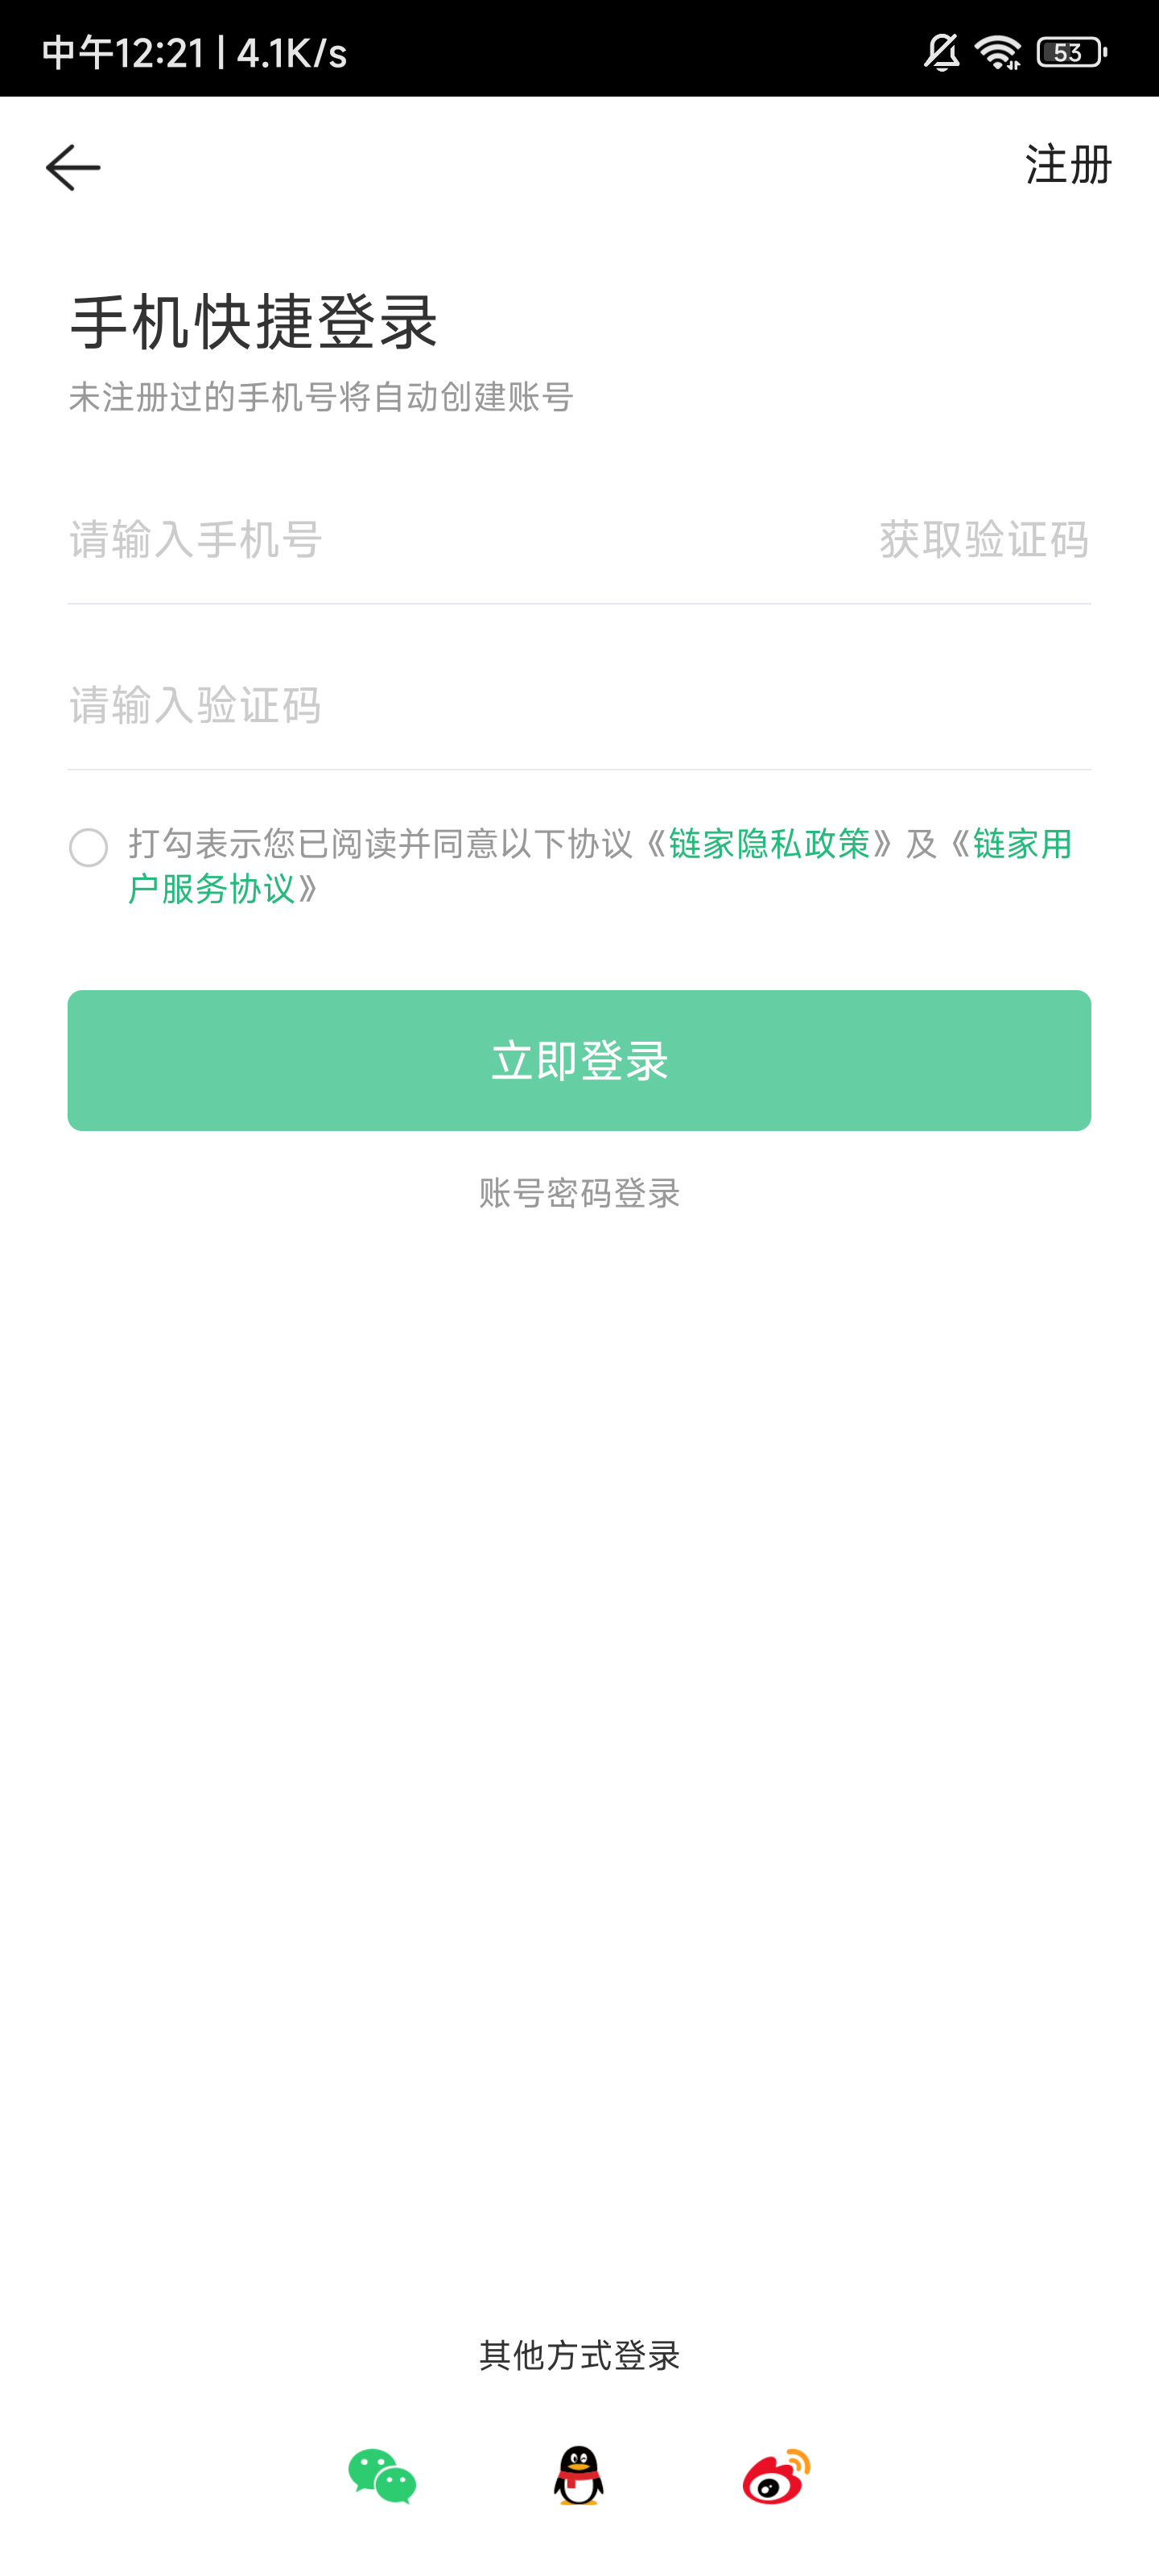 中午12:21 | 4.1K/s
53
注册
手机快捷登录
未注册过的手机号将自动创建账号
请输入手机号 获取验证码
请输入验证码
打勾表示您已阅读并同意以下协议《链家隐私政策》及《链家用
户服务协议》
立即登录
账号密码登录
其他方式登录